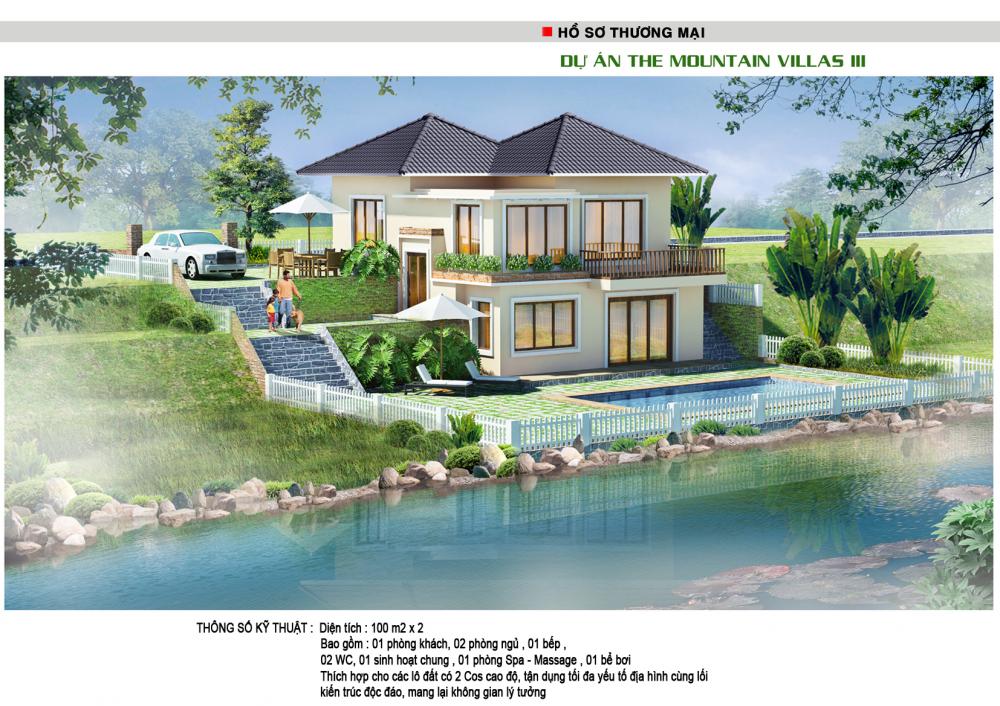 HỒ SƠ THƯƠNG MẠI
DỰ ÁN THE MOUNTAIN VILLAS III
THÔNG SỐ KỸ THUẬT : Diện tích : 100 m2 x 2
Bao gồm : 01 phòng khách, 02 phòng ngủ , 01 bếp ,
02 WC, 01 sinh hoạt chung , 01 phòng Spa - Massage , 01 bể bơi
Thích hợp cho các lô đất có 2 Cos cao độ, tận dụng tối đa yếu tố địa hình cùng lối
kiến trúc độc đáo, mang lại không gian lý tưởng